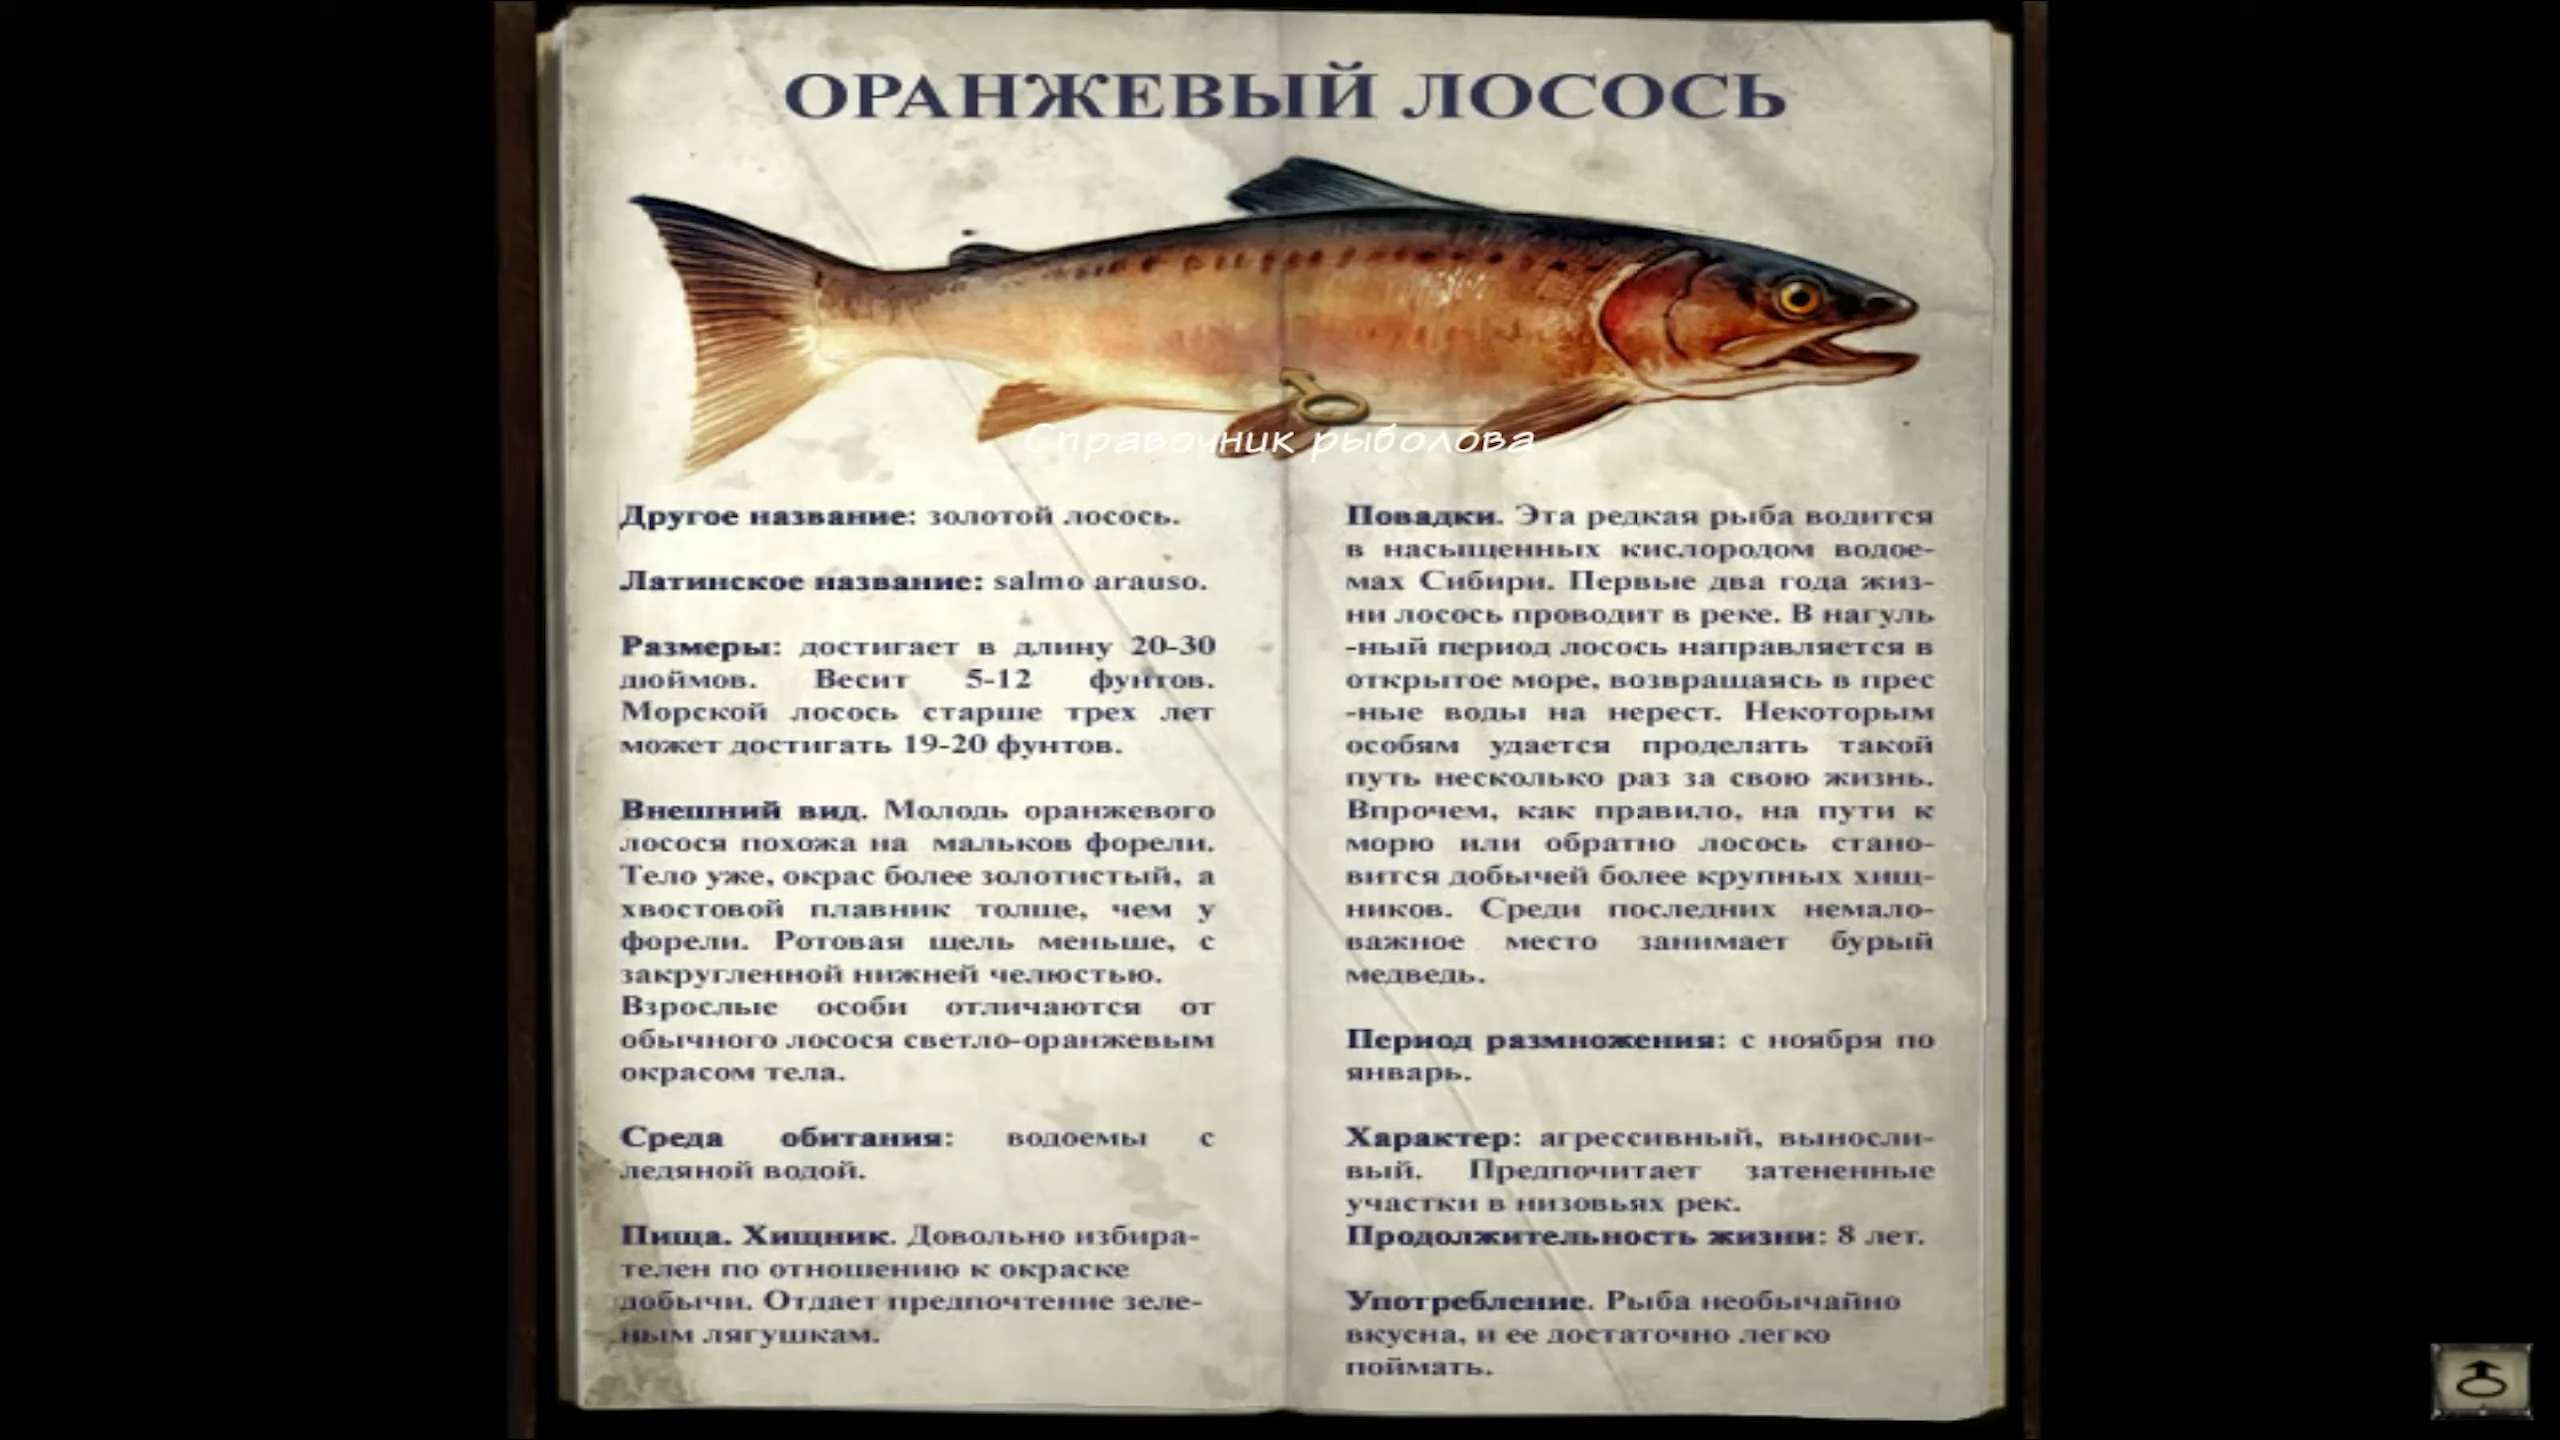 ОРАНЖЕВЫЙ ЛОСОСЬ
Справочник рыболова
Другое название: золотой лосось.
Латинское название: salmo arauso.
Размеры: достигает в длину 20-30
дюймов. Весит 5-12 фунтов.
Морской лосось старше трех лет
может достигать 19-20 фунтов.
Внешний вид. Молодь оранжевого
лосося похожа на мальков форели.
Тело уже, окрас более золотистый, а
хвостовой плавник толще, чем у
форели. Ротовая щель меньше, с
закругленной нижней челюстью.
Взрослые особи отличаются от
обычного лосося светло-оранжевым
окрасом тела.
Среда обитания: водоемы с
ледяной водой.
Пища. Хищник. Довольно избира-
телен по отношению к окраске
добычи. Отдает предпочтение зеле-
ным лягушкам.
Повадки. Эта редкая рыба водится
в насыщенных кислородом водое-
мах Сибири. Первые два года жиз-
ни лосось проводит в реке. В нагуль
-ный период лосось направляется в
открытое море, возвращаясь в прес
-ные воды на нерест. Некоторым
особям удается проделать такой
путь несколько раз за свою жизнь.
Впрочем, как правило, на пути к
морю или обратно лосось стано-
вится добычей более крупных хищ-
ников. Среди последних немало-
важное место занимает бурый
медведь.
Период размножения: с ноября по
январь.
Характер: агрессивный, выносли-
вый. Предпочитает затененные
участки в низовьях рек.
Продолжительность жизни: 8 лет.
Употребление. Рыба необычайно
вкусна, и ее достаточно легко
поймать.